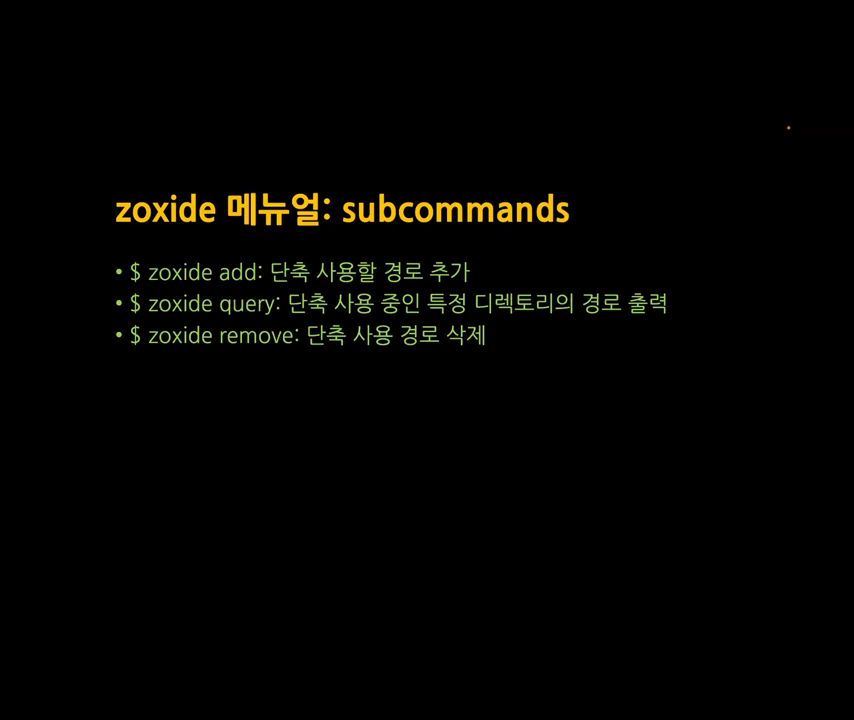 zoxide 메뉴얼: subcommands
• $ zoxide add: 단축 사용할 경로 추가
• $ zoxide query: 단축 사용 중인 특정 디렉토리의 경로 출력
• $ zoxide remove: 단축 사용 경로 삭제